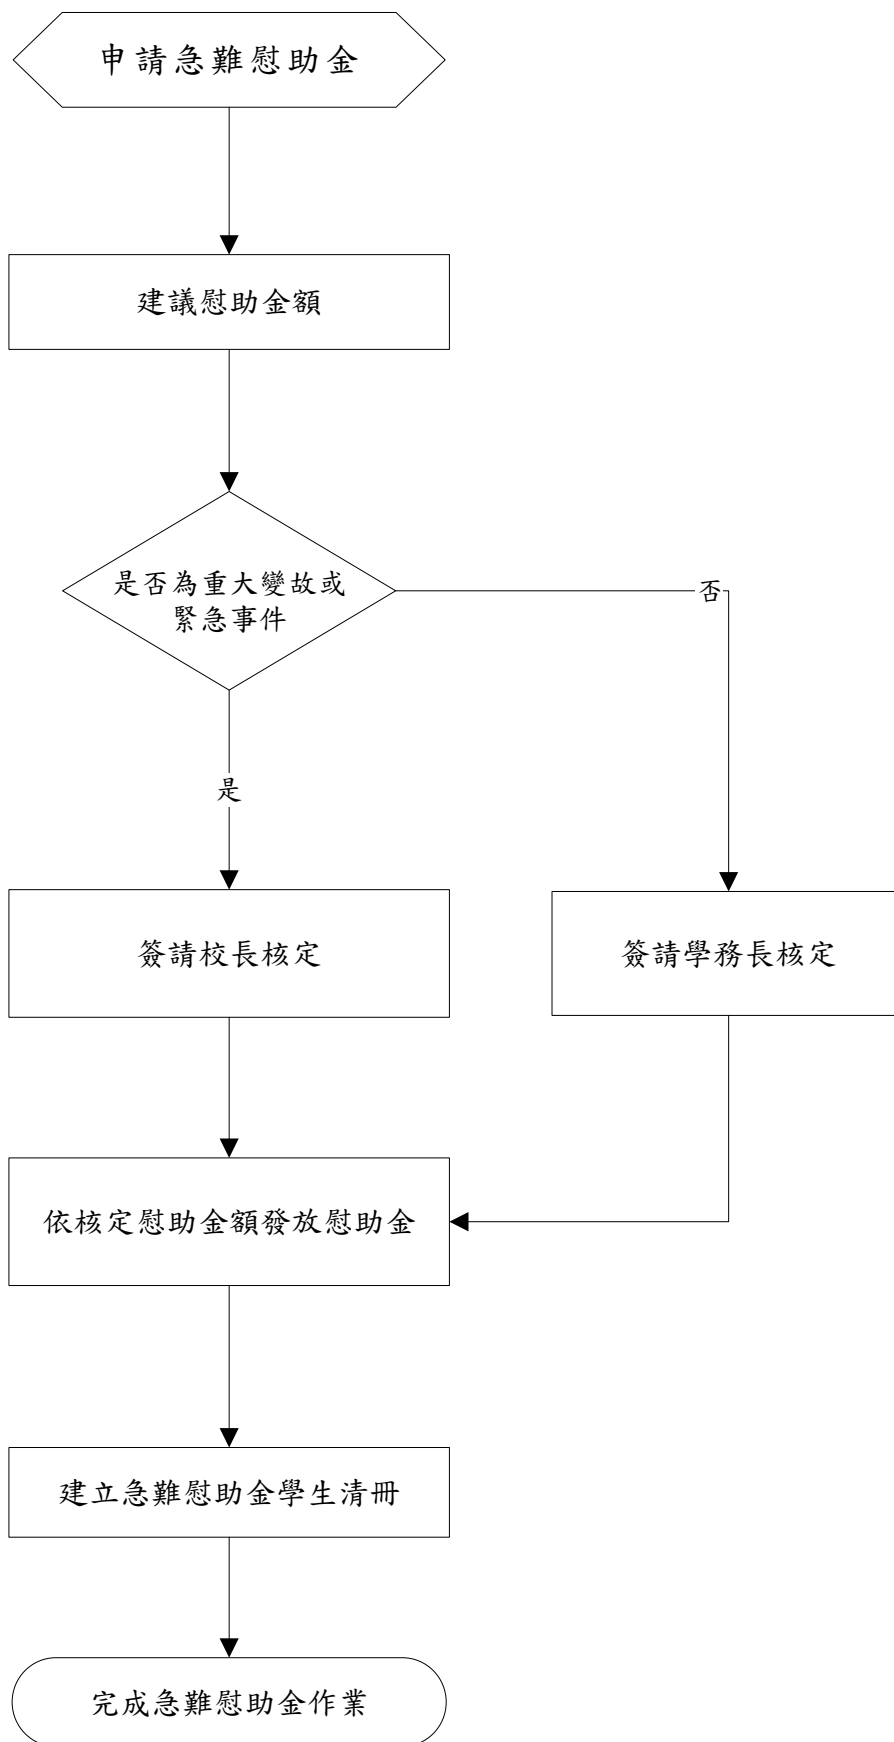 申請急難慰助金
建議慰助金額
是否為重大變故或
緊急事件
否
是
簽請校長核定
簽請學務長核定
依核定慰助金額發放慰助金
建立急難慰助金學生清冊
完成急難慰助金作業